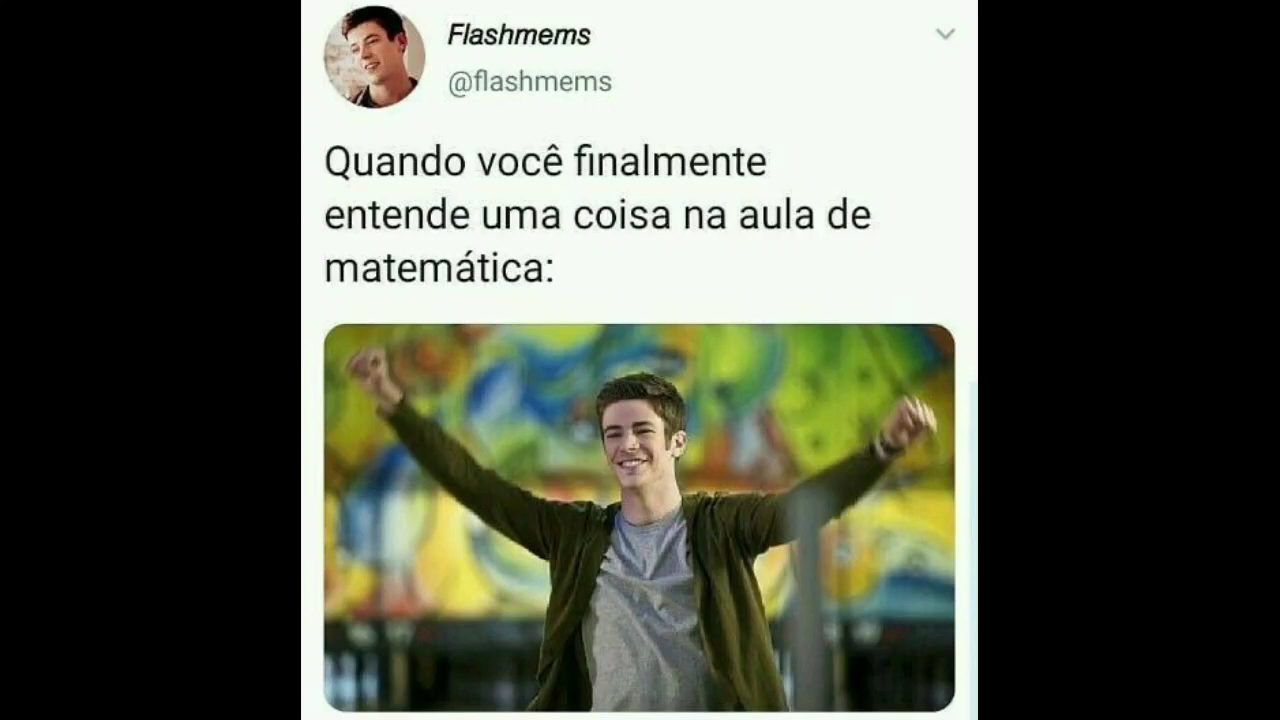 Flashmems
@flashmems
Quando você finalmente
entende uma coisa na aula de
matemática: